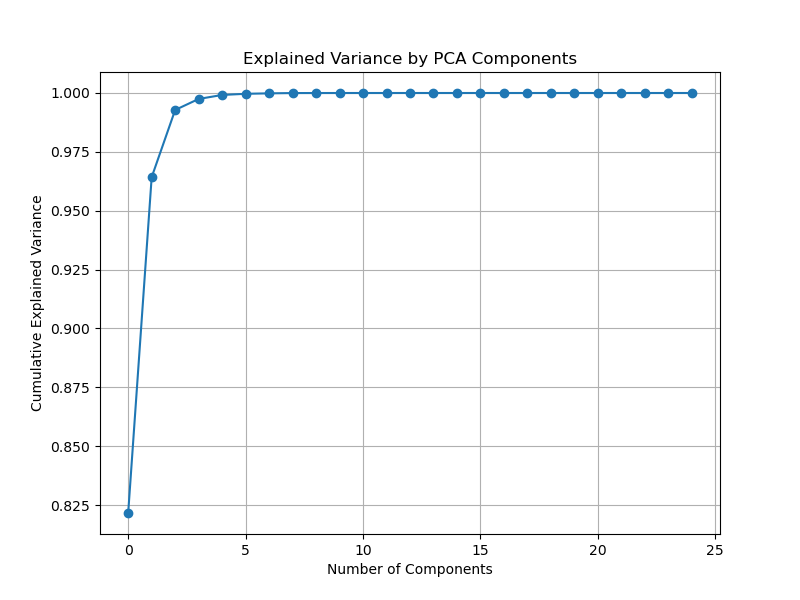 Explained Variance by PCA Components
Cumulative Explained Variance
1.000
0.975
0.950
0.925
0.900
0.875
0.850
0.825
0 5 10 15 20 25
Number of Components